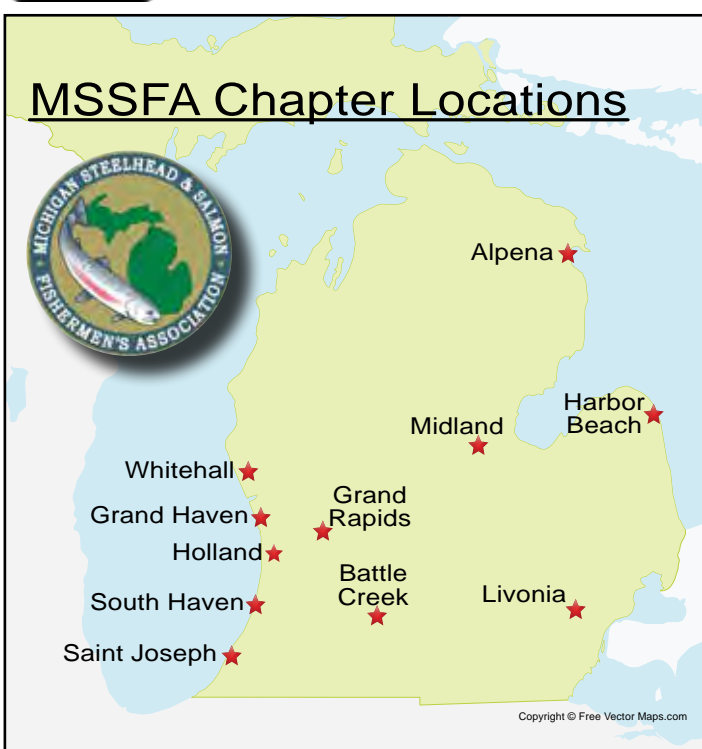 MSSFA Chapter Locations
MICHIGAN STEELHEAD & SALMON
FISHERMEN'S ASSOCIATION
Alpena
Harbor
Beach
Midland
Whitehall
Grand
Rapids
Grand Haven
Holland
Battle
Creek
Livonia
South Haven
Saint Joseph
Copyright © Free Vector Maps.com